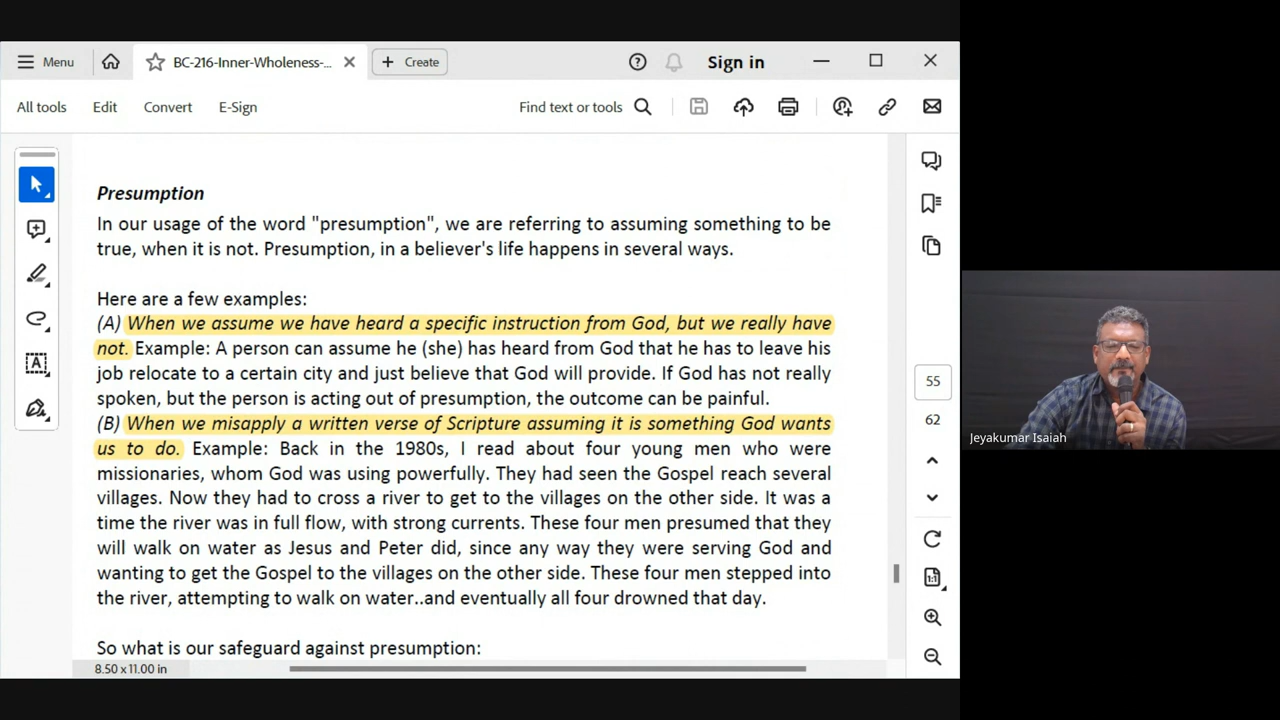 Menu
BC-216-Inner-Wholeness-...
Create
Sign in
All tools
Edit
Convert
E-Sign
Find text or tools
Presumption
In our usage of the word "presumption", we are referring to assuming something to be
true, when it is not. Presumption, in a believer's life happens in several ways.
Here are a few examples:
(A) When we assume we have heard a specific instruction from God, but we really have
not. Example: A person can assume he (she) has heard from God that he has to leave his
job relocate to a certain city and just believe that God will provide. If God has not really
spoken, but the person is acting out of presumption, the outcome can be painful.
(B) When we misapply a written verse of Scripture assuming it is something God wants
us to do. Example: Back in the 1980s, I read about four young men who were
missionaries, whom God was using powerfully. They had seen the Gospel reach several
villages. Now they had to cross a river to get to the villages on the other side. It was a
time the river was in full flow, with strong currents. These four men presumed that they
will walk on water as Jesus and Peter did, since any way they were serving God and
wanting to get the Gospel to the villages on the other side. These four men stepped into
the river, attempting to walk on water..and eventually all four drowned that day.
So what is our safeguard against presumption:
8.50 x 11.00 in
55
62
1:1
Jeyakumar Isaiah